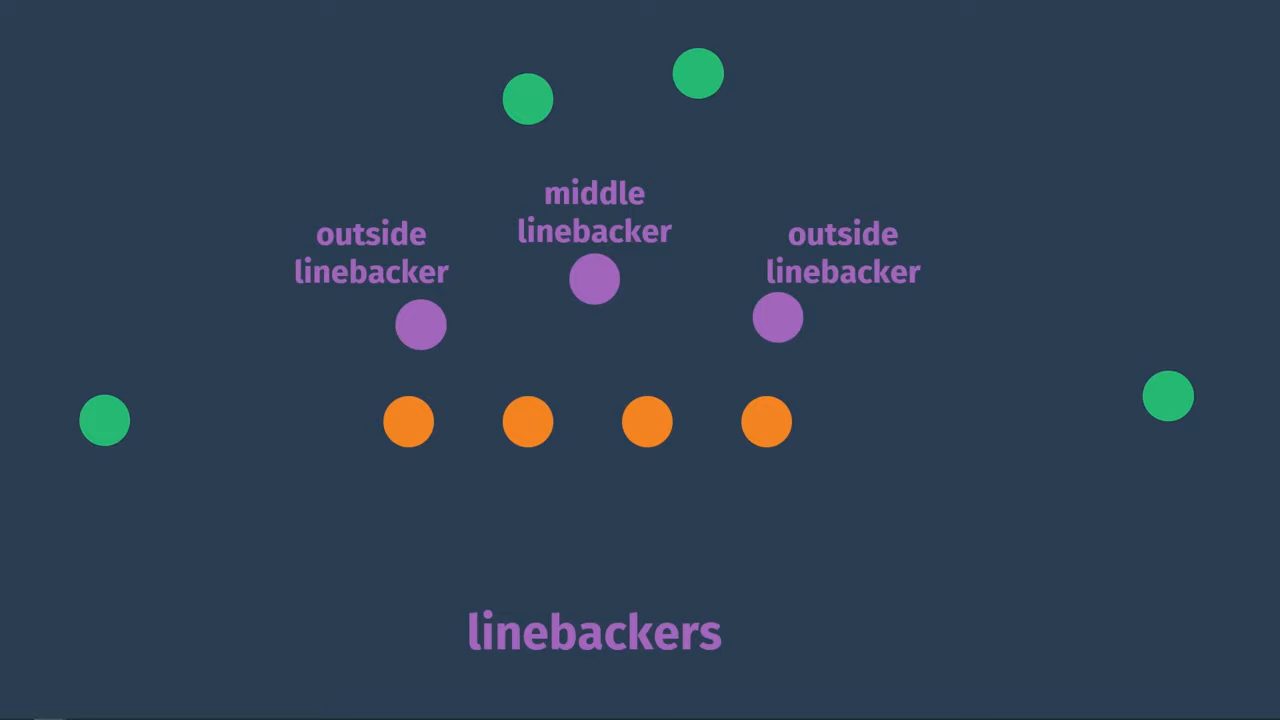 middle
linebacker
outside
linebacker
outside
linebacker
linebackers